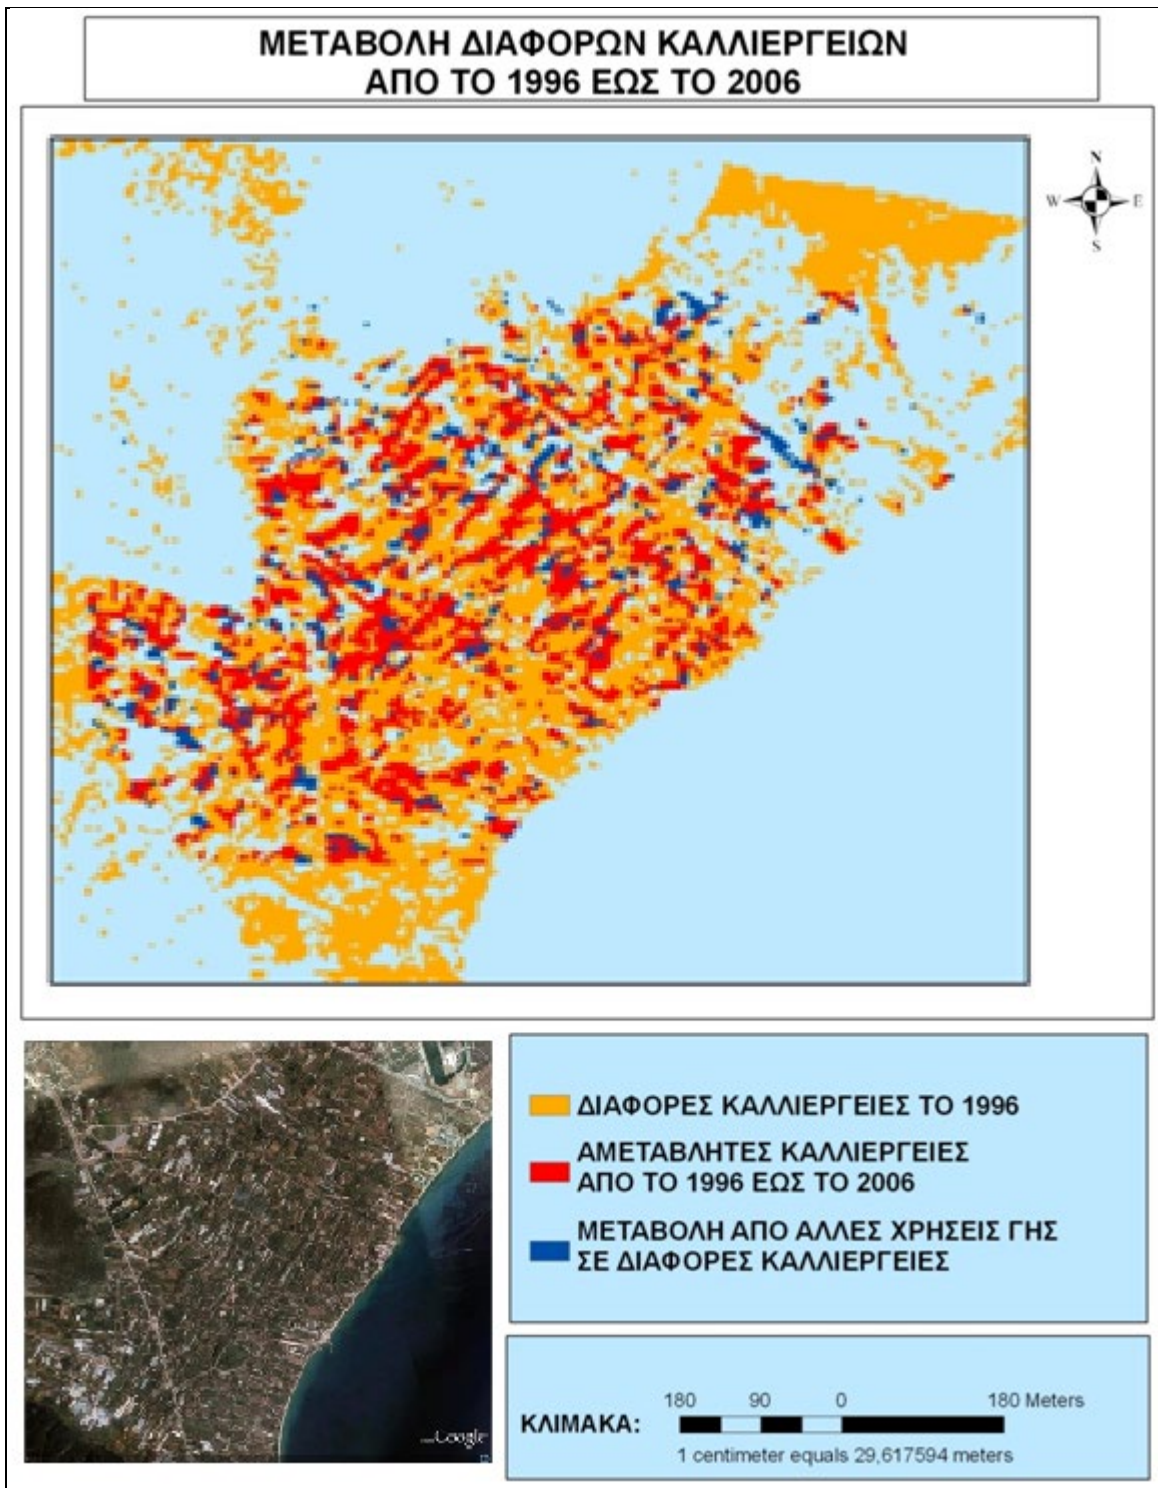 ΜΕΤΑΒΟΛΗ ΔΙΑΦΟΡΩΝ ΚΑΛΛΙΕΡΓΕΙΩΝ
ΑΠΟ ΤΟ 1996 ΕΩΣ ΤΟ 2006
N
W
E
S
ΔΙΑΦΟΡΕΣ ΚΑΛΛΙΕΡΓΕΙΕΣ ΤΟ 1996
ΑΜΕΤΑΒΛΗΤΕΣ ΚΑΛΛΙΕΡΓΕΙΕΣ
ΑΠΟ ΤΟ 1996 ΕΩΣ ΤΟ 2006
ΜΕΤΑΒΟΛΗ ΑΠΟ ΑΛΛΕΣ ΧΡΗΣΕΙΣ ΓΗΣ
ΣΕ ΔΙΑΦΟΡΕΣ ΚΑΛΛΙΕΡΓΕΙΕΣ
Google
180 90 0 180 Meters
ΚΛΙΜΑΚΑ:
1 centimeter equals 29,617594 meters